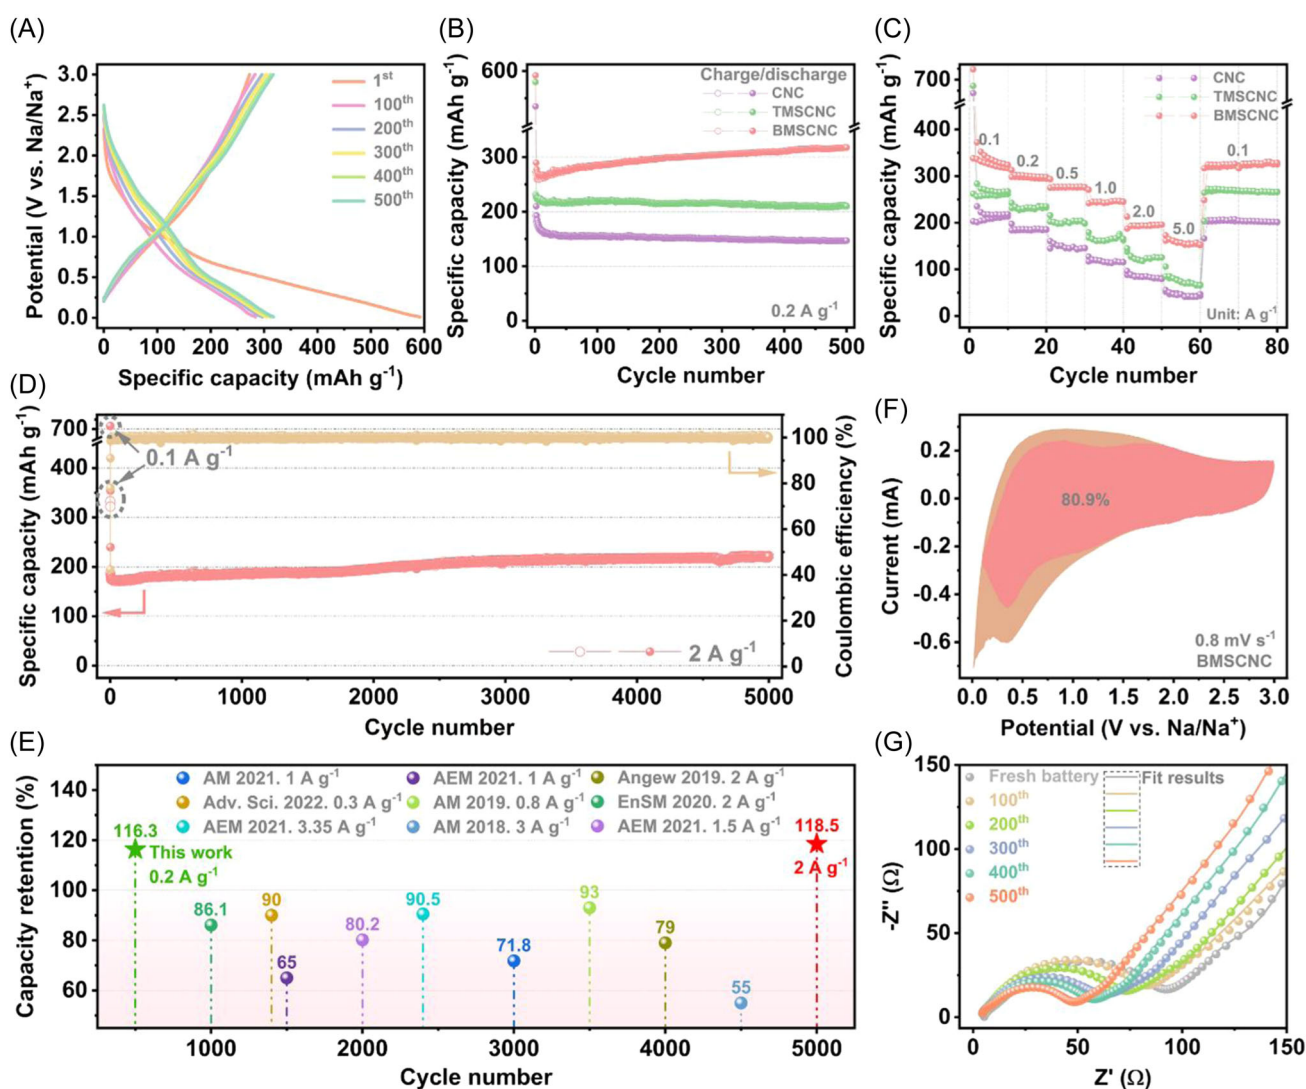 (A)
Potential (V vs. Na/Na+)
3.0
2.5
2.0
1.5
1.0
0.5
0.0
1st
100th
200th
300th
400th
500th
0 100 200 300 400 500 600
Specific capacity (mAh g-1)
(B)
Specific capacity (mAh g-1)
600
300
200
100
0
Charge/discharge
CNC
TMSCNC
BMSCNC
0.2 A g-1
0 100 200 300 400 500
Cycle number
(C)
Specific capacity (mAh g-1)
700
400
300
200
100
0
CNC
TMSCNC
BMSCNC
0.1
0.2
0.5
1.0
2.0
5.0
0.1
Unit: A g-1
0 20 40 60 80
Cycle number
(D)
Specific capacity (mAh g-1)
700
400
300
200
100
0
0.1 A g-1
2 A g-1
100
80
60
40
20
0
Coulombic efficiency (%)
0 1000 2000 3000 4000 5000
Cycle number
(F)
Current (mA)
0.2
0.0
-0.2
-0.4
-0.6
80.9%
0.8 mV s-1
BMSCNC
0.0 0.5 1.0 1.5 2.0 2.5 3.0
Potential (V vs. Na/Na+)
(E)
Capacity retention (%)
140
120
100
80
60
AM 2021. 1 A g-1
AEM 2021. 1 A g-1
Angew 2019. 2 A g-1
Adv. Sci. 2022. 0.3 A g-1
AM 2019. 0.8 A g-1
EnSM 2020. 2 A g-1
AEM 2021. 3.35 A g-1
AM 2018. 3 A g-1
AEM 2021. 1.5 A g-1
116.3
This work
0.2 A g-1
86.1
90
65
80.2
90.5
71.8
93
79
55
118.5
2 A g-1
1000 2000 3000 4000 5000
Cycle number
(G)
-Z'' (Ω)
150
100
50
0
Fresh battery
100th
200th
300th
400th
500th
Fit results
0 50 100 150
Z' (Ω)